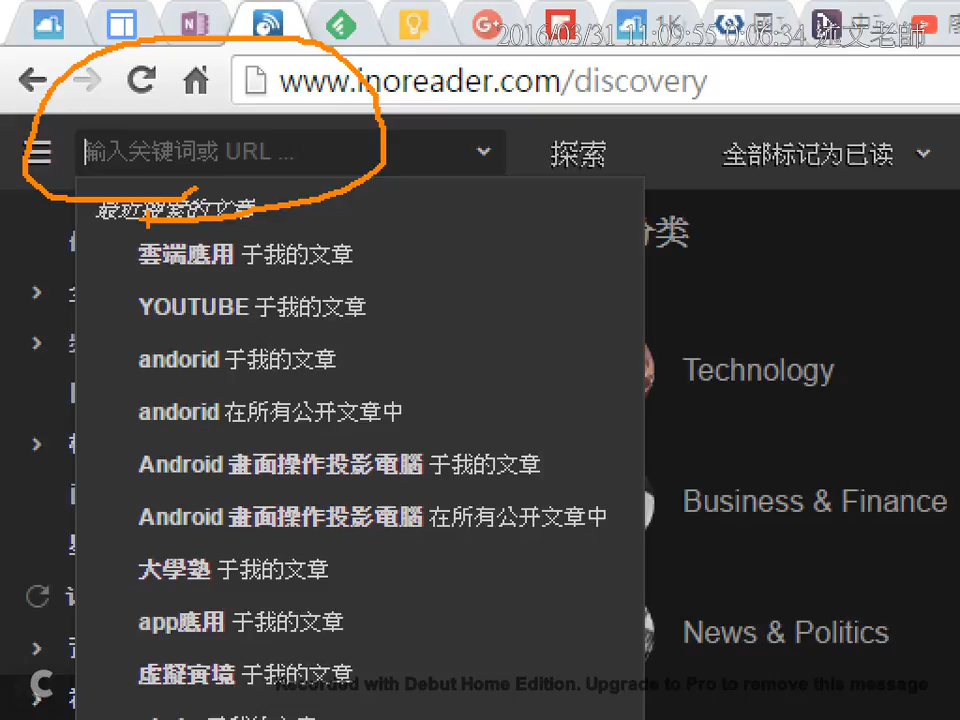 2016/03/31 11:09:55 0:06:34
www.inoreader.com/discovery
输入关键词或 URL ...
探索
全部标记为已读
最近搜索的文章
分类
雲端應用 于我的文章
YOUTUBE 于我的文章
andorid 于我的文章
Technology
andorid 在所有公开文章中
Android 畫面操作投影電腦 于我的文章
Business & Finance
Android 畫面操作投影電腦 在所有公开文章中
大學塾 于我的文章
app應用 于我的文章
News & Politics
虛擬實境 于我的文章
Recorded with Debut Home Edition. Upgrade to Pro to remove this message